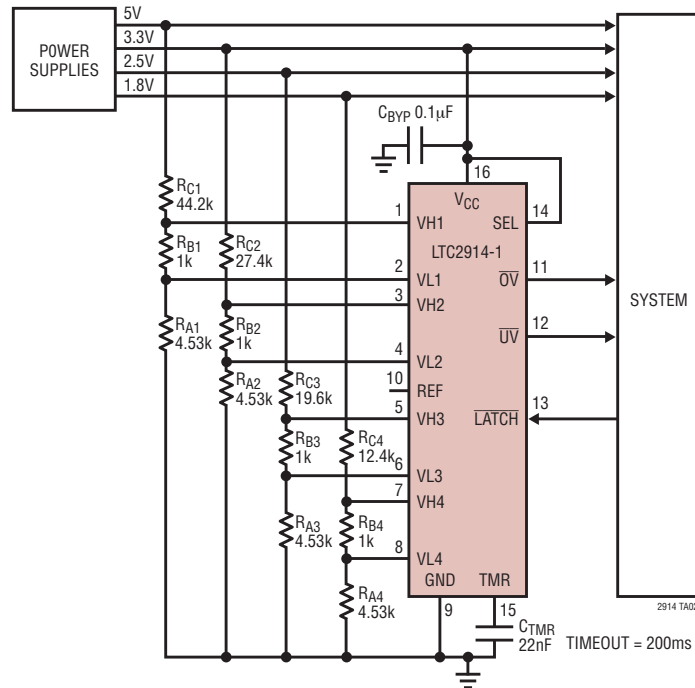 5V
3.3V
2.5V
1.8V
POWER
SUPPLIES
C_BYP 0.1µF
16
V_CC
SEL
14
R_C1
44.2k
1
VH1
LTC2914-1
R_B1
1k
R_C2
27.4k
2
VL1
O̅V̅
11
3
VH2
SYSTEM
R_A1
4.53k
R_B2
1k
U̅V̅
12
4
VL2
R_A2
4.53k
R_C3
19.6k
10
REF
5
VH3
L̅A̅T̅C̅H̅
13
R_B3
1k
R_C4
12.4k
6
VL3
7
VH4
R_A3
4.53k
R_B4
1k
8
VL4
R_A4
4.53k
GND
TMR
9
15
2914 TA02
C_TMR
22nF
TIMEOUT = 200ms